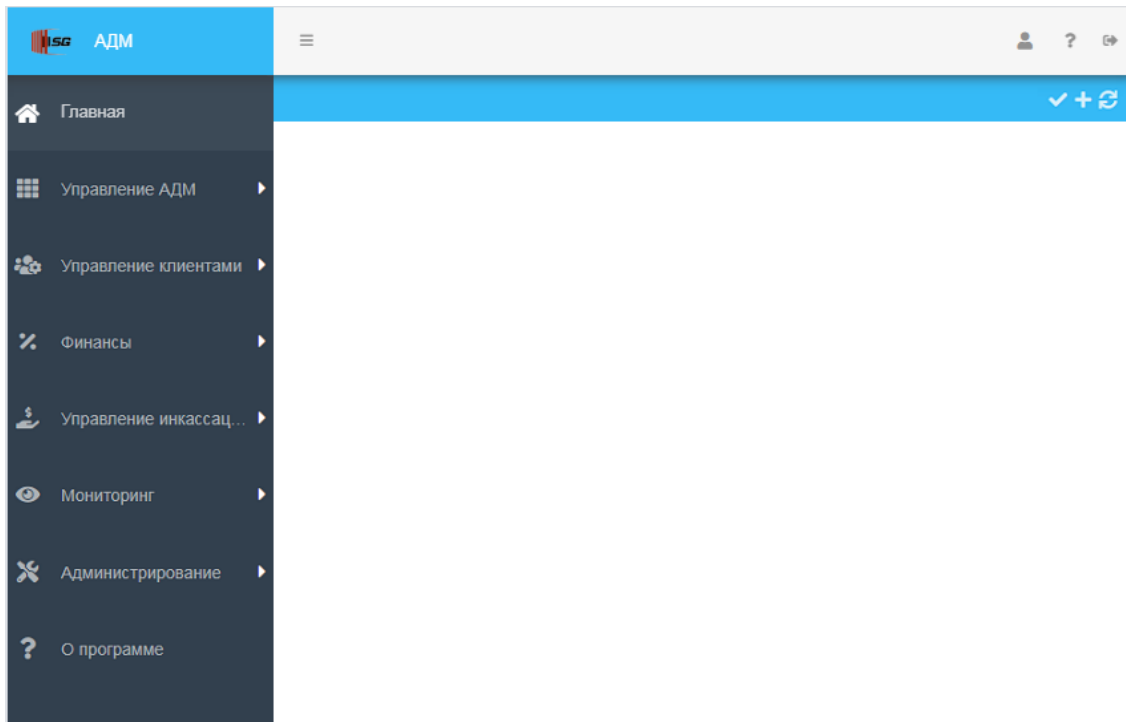 ISG АДМ
Главная
Управление АДМ
Управление клиентами
Финансы
Управление инкассац...
Мониторинг
Администрирование
О программе